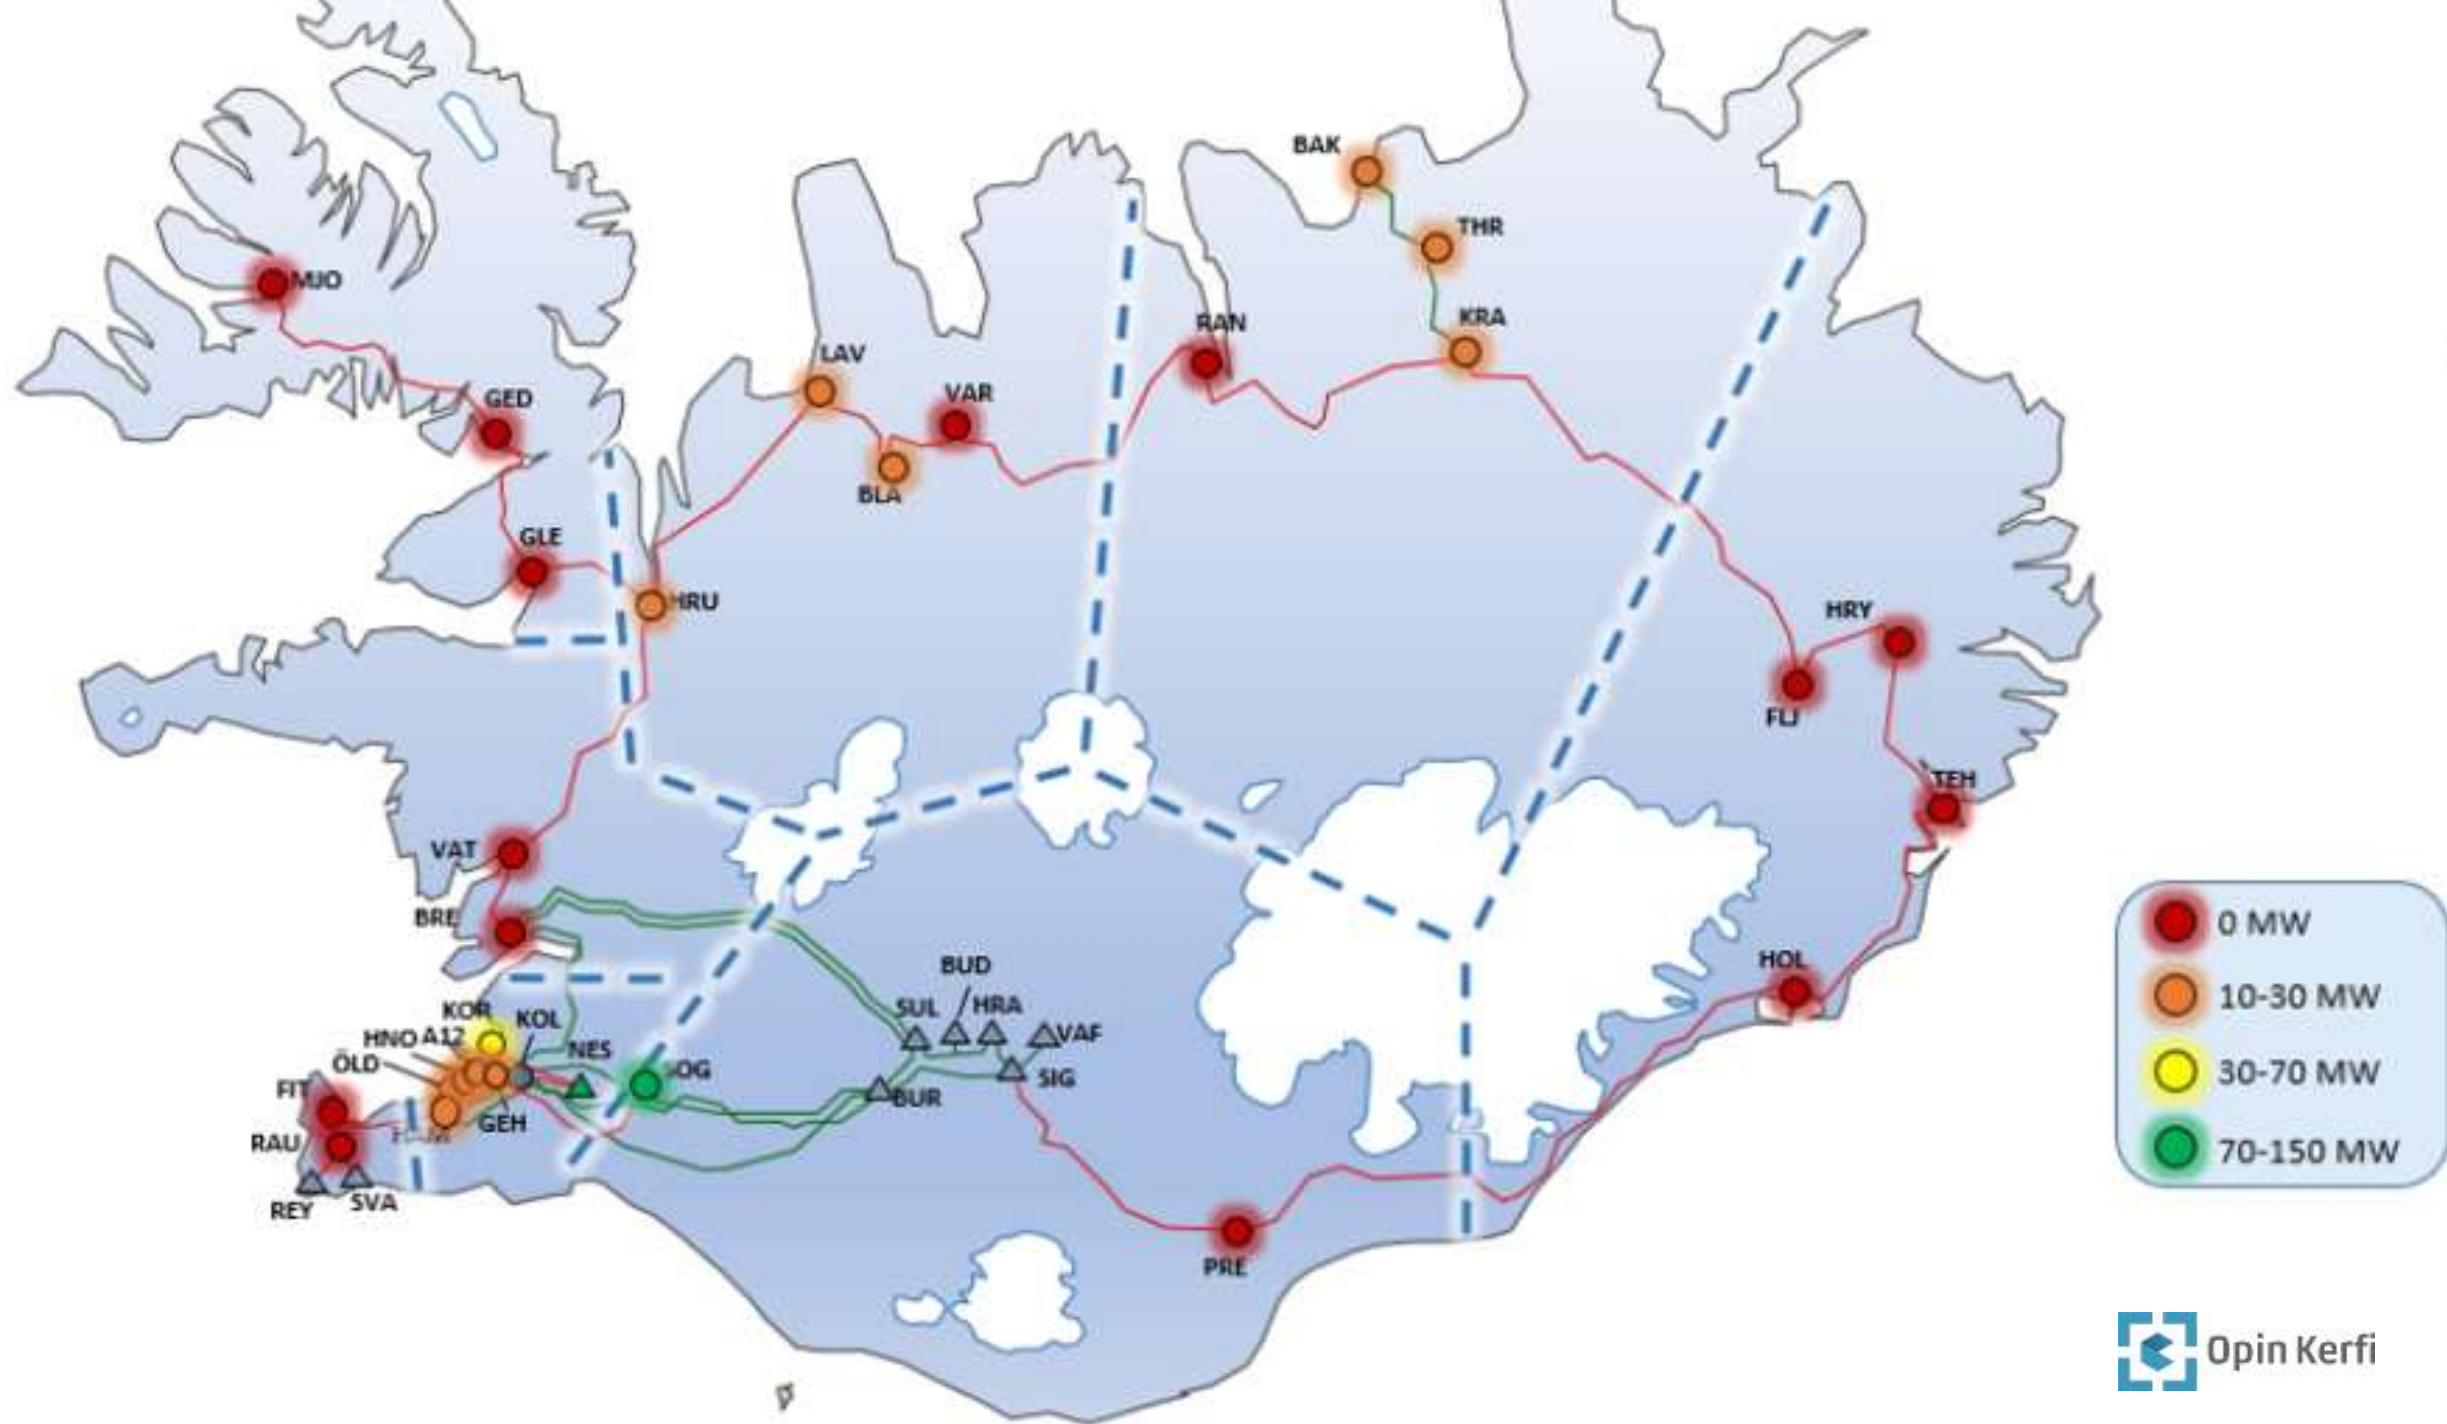 BAK
THR
MJO
KRA
RAN
LAV
GED
VAR
BLA
GLE
HRU
HRY
FLJ
TEH
VAT
BRE
0 MW
10-30 MW
30-70 MW
70-150 MW
HOL
BUD
SUL
HRA
VAF
KOR
KOL
HNO
A12
NES
ÖLD
SOG
SIG
FIT
BUR
GEH
RAU
REY
SVA
PRE
Opin Kerfi